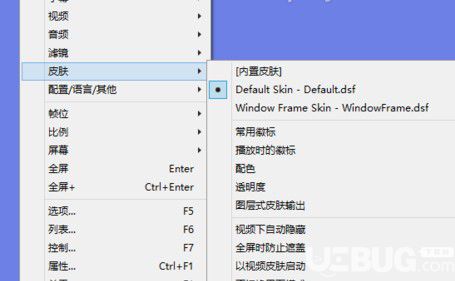 视频
音频
滤镜
皮肤
配置/语言/其他
帧位
比例
屏幕
全屏 Enter
全屏+ Ctrl+Enter
选项... F5
列表... F6
控制... F7
属性... Ctrl+F1
[内置皮肤]
Default Skin - Default.dsf
Window Frame Skin - WindowFrame.dsf
常用徽标
播放时的徽标
配色
透明度
图层式皮肤输出
视频下自动隐藏
全屏时防止遮盖
以视频皮肤启动
UEBUG.com